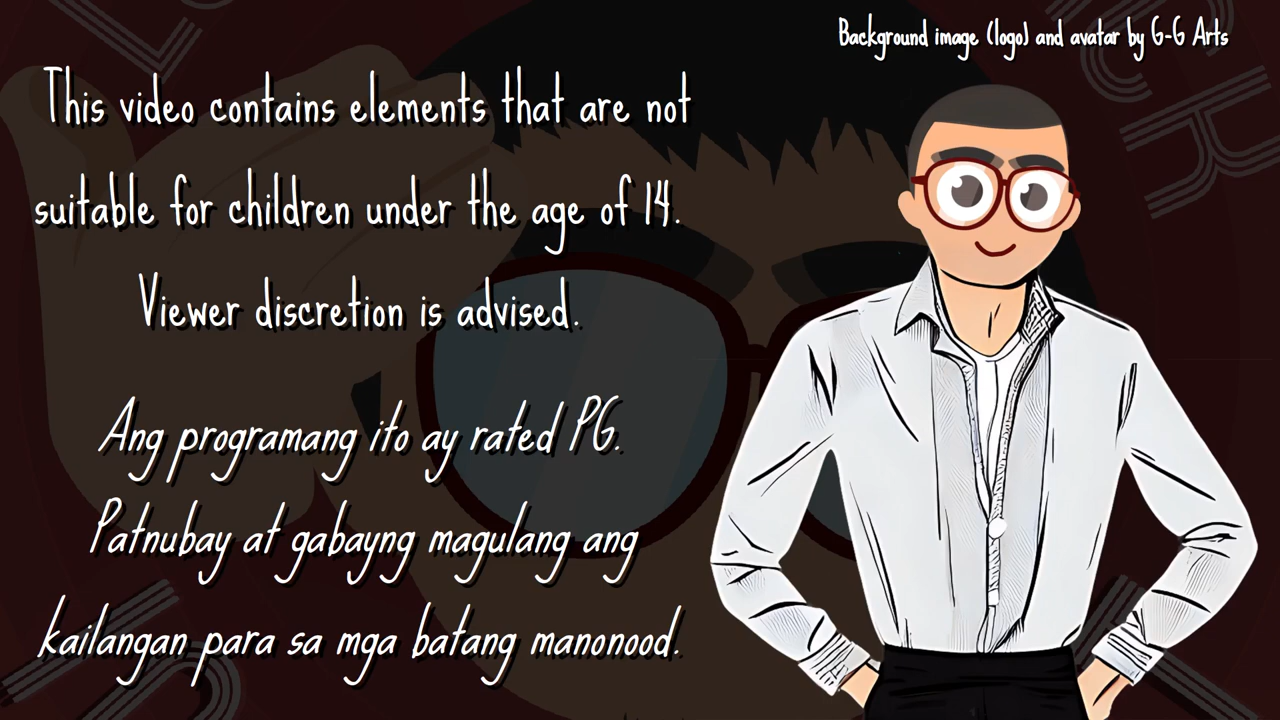 Background image (logo) and avatar by G-G Arts
This video contains elements that are not
suitable for children under the age of 14.
Viewer discretion is advised.
Ang programang ito ay rated PG.
Patnubay at gabayng magulang ang
kailangan para sa mga batang manonood.